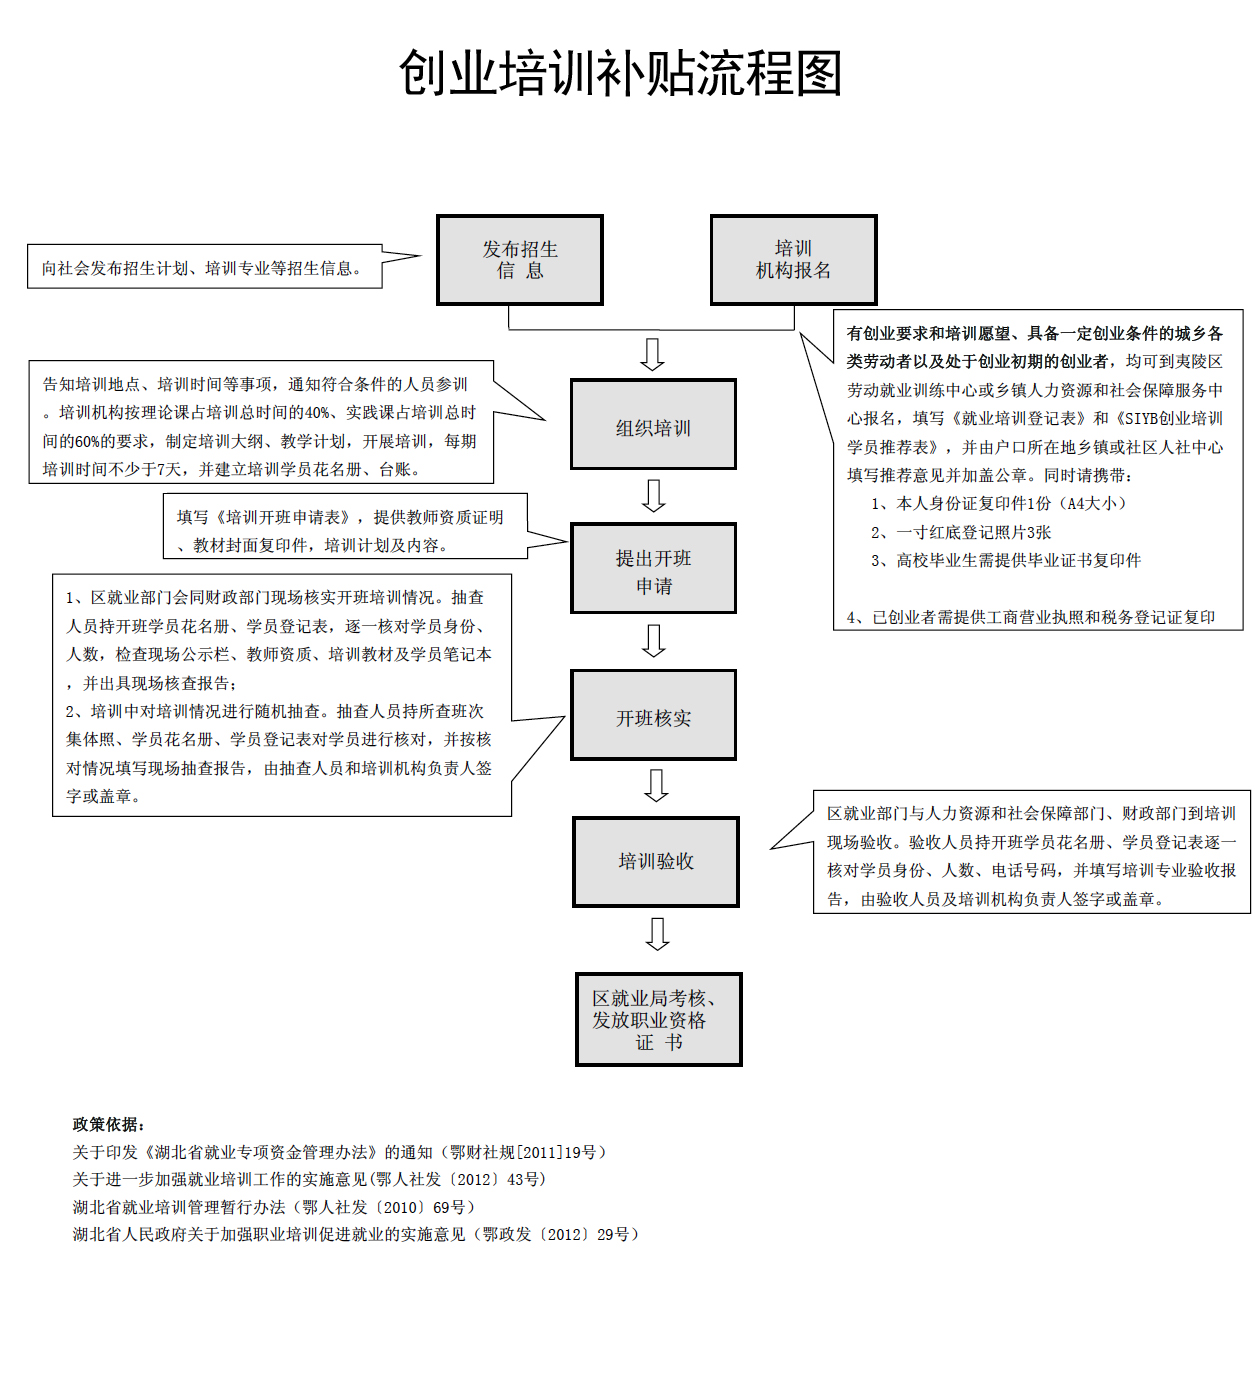 创业培训补贴流程图
发布招生
信 息
培训
机构报名
向社会发布招生计划、培训专业等招生信息。
有创业要求和培训愿望、具备一定创业条件的城乡各
类劳动者以及处于创业初期的创业者，均可到夷陵区
劳动就业训练中心或乡镇人力资源和社会保障服务中
心报名，填写《就业培训登记表》和《SIYB创业培训
学员推荐表》，并由户口所在地乡镇或社区人社中心
填写推荐意见并加盖公章。同时请携带：
1、本人身份证复印件1份（A4大小）
2、一寸红底登记照片3张
3、高校毕业生需提供毕业证书复印件
4、已创业者需提供工商营业执照和税务登记证复印
告知培训地点、培训时间等事项，通知符合条件的人员参训
。培训机构按理论课占培训总时间的40%、实践课占培训总时
间的60%的要求，制定培训大纲、教学计划，开展培训，每期
培训时间不少于7天，并建立培训学员花名册、台账。
组织培训
填写《培训开班申请表》，提供教师资质证明
、教材封面复印件，培训计划及内容。
提出开班
申请
1、区就业部门会同财政部门现场核实开班培训情况。抽查
人员持开班学员花名册、学员登记表，逐一核对学员身份、
人数，检查现场公示栏、教师资质、培训教材及学员笔记本
，并出具现场核查报告；
2、培训中对培训情况进行随机抽查。抽查人员持所查班次
集体照、学员花名册、学员登记表对学员进行核对，并按核
对情况填写现场抽查报告，由抽查人员和培训机构负责人签
字或盖章。
开班核实
区就业部门与人力资源和社会保障部门、财政部门到培训
现场验收。验收人员持开班学员花名册、学员登记表逐一
核对学员身份、人数、电话号码，并填写培训专业验收报
告，由验收人员及培训机构负责人签字或盖章。
培训验收
区就业局考核、
发放职业资格
证 书
政策依据：
关于印发《湖北省就业专项资金管理办法》的通知（鄂财社规[2011]19号）
关于进一步加强就业培训工作的实施意见(鄂人社发〔2012〕43号)
湖北省就业培训管理暂行办法（鄂人社发〔2010〕69号）
湖北省人民政府关于加强职业培训促进就业的实施意见（鄂政发〔2012〕29号）